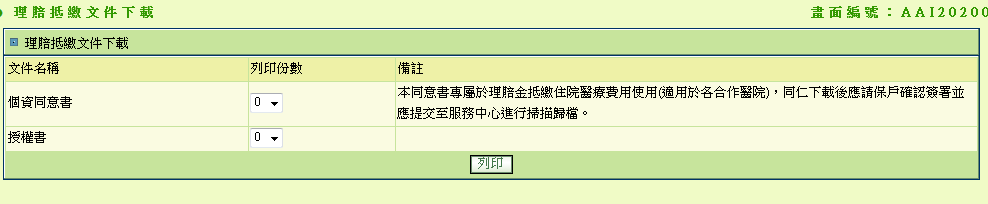 理賠抵繳文件下載 畫面編號：AAI20200
理賠抵繳文件下載
文件名稱 列印份數 備註
個資同意書 0 本同意書專屬於理賠金抵繳住院醫療費用使用(適用於各合作醫院)，同仁下載後應請保戶確認簽署並
應提交至服務中心進行掃描歸檔。
授權書 0
列印